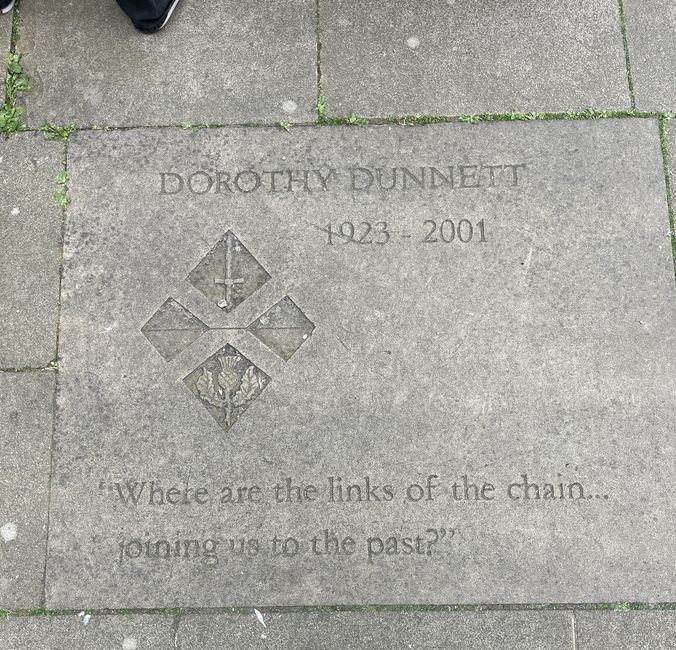 DOROTHY DUNNETT
1923 - 2001
“Where are the links of the chain...
joining us to the past?”